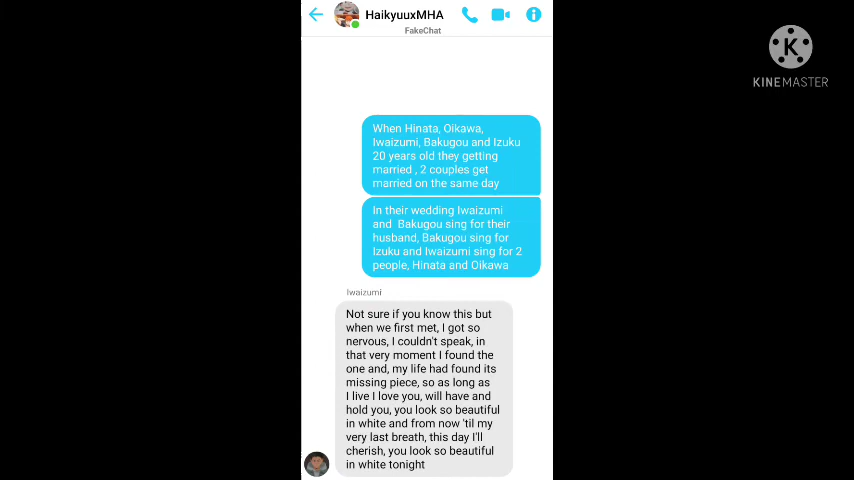 HaikyuuxMHA
FakeChat
K
KINEMASTER
When Hinata, Oikawa,
Iwaizumi, Bakugou and Izuku
20 years old they getting
married , 2 couples get
married on the same day
In their wedding Iwaizumi
and  Bakugou sing for their
husband, Bakugou sing for
Izuku and Iwaizumi sing for 2
people, Hinata and Oikawa
Iwaizumi
Not sure if you know this but
when we first met, I got so
nervous, I couldn't speak, in
that very moment I found the
one and, my life had found its
missing piece, so as long as
I live I love you, will have and
hold you, you look so beautiful
in white and from now 'til my
very last breath, this day I'll
cherish, you look so beautiful
in white tonight